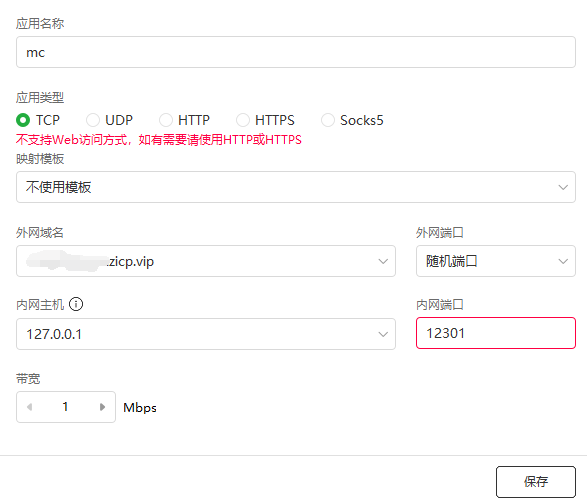 应用名称
mc
应用类型
TCP UDP HTTP HTTPS Socks5
不支持Web访问方式，如有需要请使用HTTP或HTTPS
映射模板
不使用模板
外网域名 外网端口
.zicp.vip 随机端口
内网主机 内网端口
127.0.0.1 12301
带宽
1 Mbps
保存